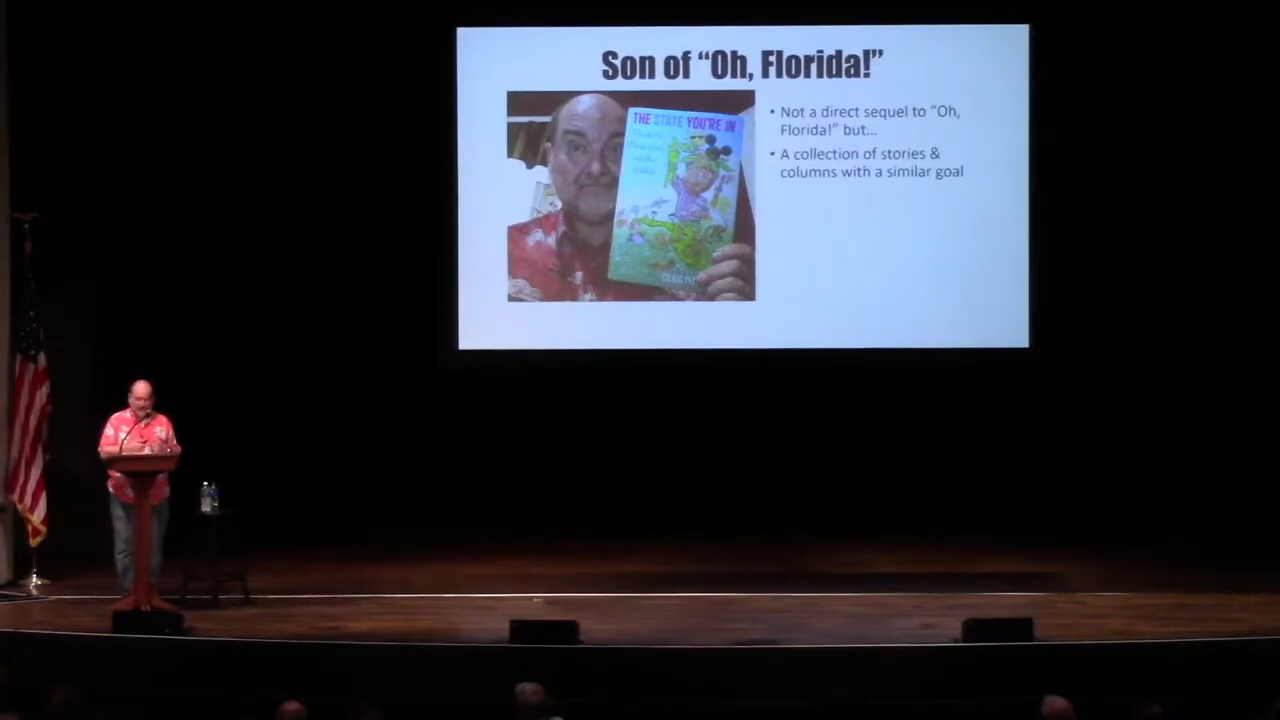 Son of “Oh, Florida!”
• Not a direct sequel to “Oh,
Florida!” but...
• A collection of stories &
columns with a similar goal
THE STATE YOU'RE IN
CRAIG